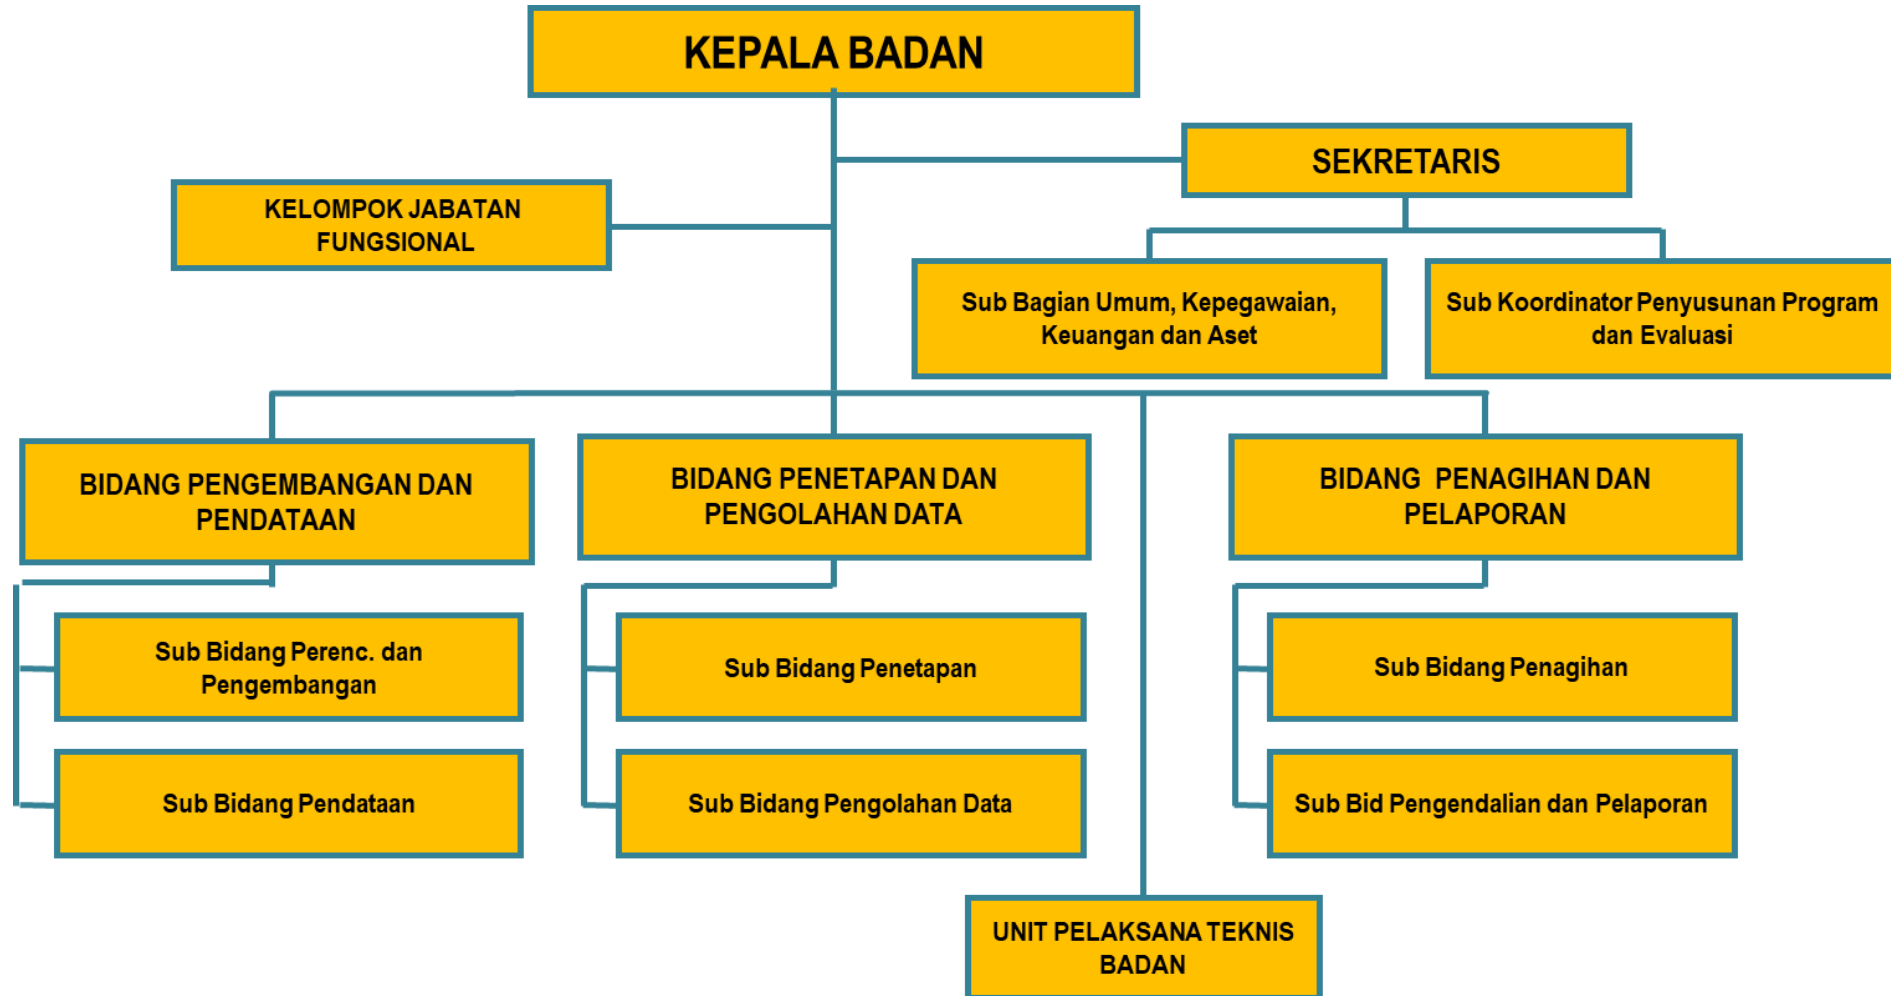 KEPALA BADAN
SEKRETARIS
KELOMPOK JABATAN
FUNGSIONAL
Sub Bagian Umum, Kepegawaian,
Keuangan dan Aset
Sub Koordinator Penyusunan Program
dan Evaluasi
BIDANG PENGEMBANGAN DAN
PENDATAAN
BIDANG PENETAPAN DAN
PENGOLAHAN DATA
BIDANG PENAGIHAN DAN
PELAPORAN
Sub Bidang Perenc. dan
Pengembangan
Sub Bidang Penetapan
Sub Bidang Penagihan
Sub Bidang Pendataan
Sub Bidang Pengolahan Data
Sub Bid Pengendalian dan Pelaporan
UNIT PELAKSANA TEKNIS
BADAN